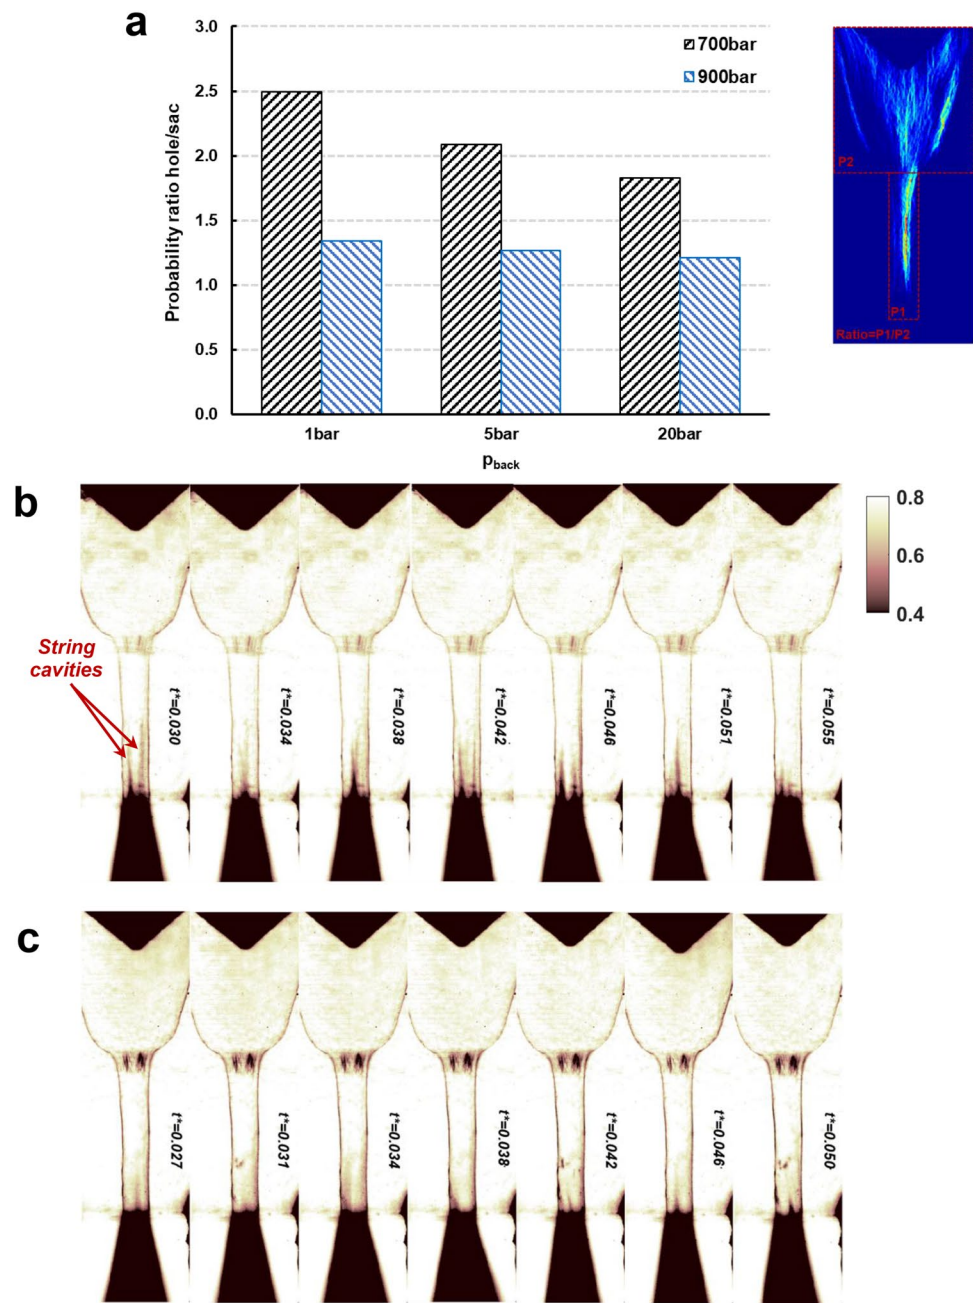 a
3.0
2.5
2.0
1.5
1.0
0.5
0.0
Probability ratio hole/sac
700bar
900bar
1bar
5bar
20bar
pback
P2
P1
Ratio=P1/P2
b
String
cavities
t*=0.030
t*=0.034
t*=0.038
t*=0.042
t*=0.046
t*=0.051
t*=0.055
0.8
0.6
0.4
c
t*=0.027
t*=0.031
t*=0.034
t*=0.038
t*=0.042
t*=0.046
t*=0.050